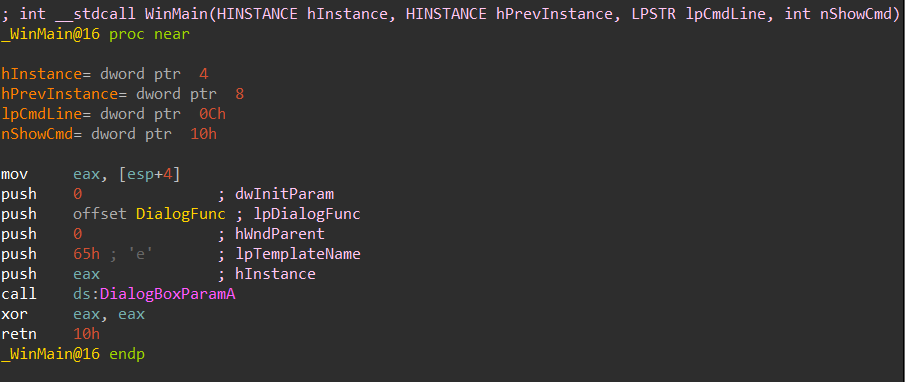 ; int __stdcall WinMain(HINSTANCE hInstance, HINSTANCE hPrevInstance, LPSTR lpCmdLine, int nShowCmd)
_WinMain@16 proc near
hInstance= dword ptr  4
hPrevInstance= dword ptr  8
lpCmdLine= dword ptr  0Ch
nShowCmd= dword ptr  10h
mov     eax, [esp+4]
push    0               ; dwInitParam
push    offset DialogFunc ; lpDialogFunc
push    0               ; hWndParent
push    65h ; 'e'       ; lpTemplateName
push    eax             ; hInstance
call    ds:DialogBoxParamA
xor     eax, eax
retn    10h
_WinMain@16 endp